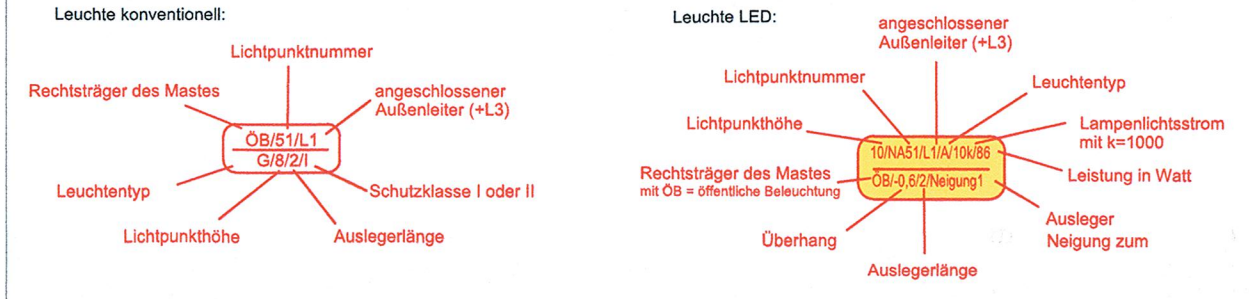 Leuchte konventionell:
Lichtpunktnummer
Rechtsträger des Mastes
angeschlossener
Außenleiter (+L3)
ÖB/51/L1
G/8/2/I
Leuchtentyp
Schutzklasse I oder II
Lichtpunkthöhe
Auslegerlänge
Leuchte LED:
angeschlossener
Außenleiter (+L3)
Lichtpunktnummer
Leuchtentyp
Lichtpunkthöhe
Lampenlichtsstrom
mit k=1000
10/NA51/L1/A/10k/86
Rechtsträger des Mastes
mit ÖB = öffentliche Beleuchtung
Leistung in Watt
ÖB/-0,6/2/Neigung1
Ausleger
Neigung zum
Überhang
Auslegerlänge